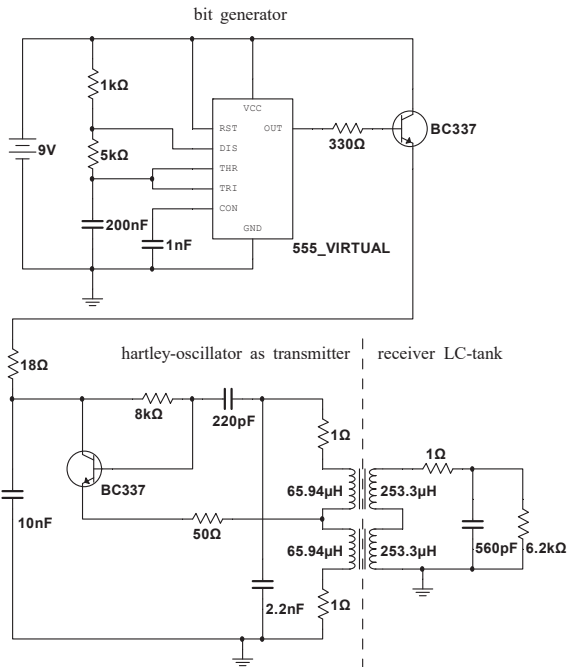 bit generator
1kΩ
VCC
RST
OUT
BC337
DIS
330Ω
9V
5kΩ
THR
TRI
CON
200nF
GND
1nF
555_VIRTUAL
hartley-oscillator as transmitter
receiver LC-tank
18Ω
8kΩ
220pF
1Ω
1Ω
BC337
65.94µH
253.3µH
10nF
50Ω
65.94µH
253.3µH
560pF
6.2kΩ
2.2nF
1Ω